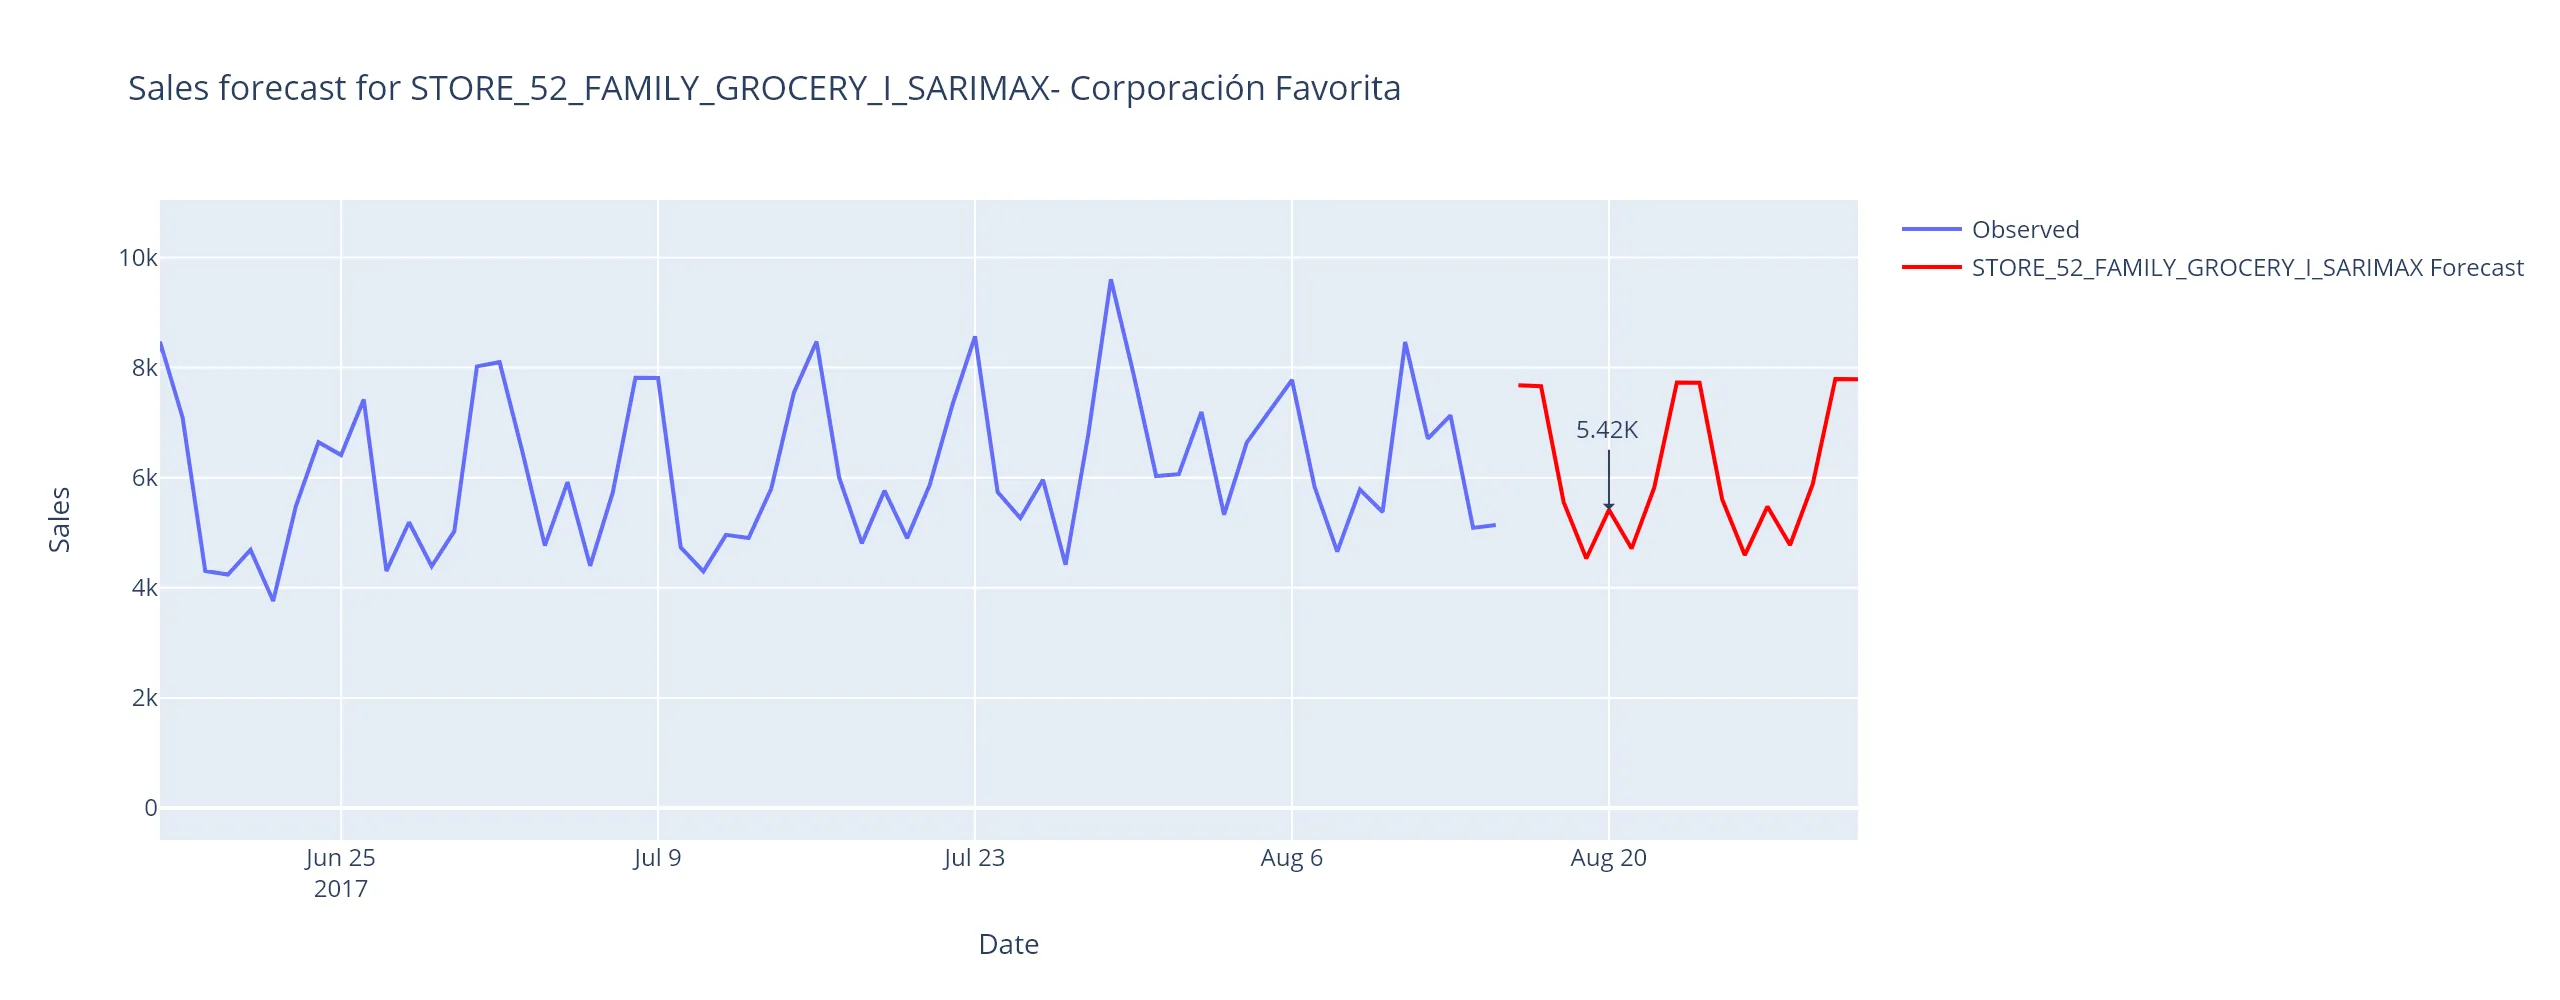 Sales forecast for STORE_52_FAMILY_GROCERY_I_SARIMAX- Corporación Favorita
Observed
STORE_52_FAMILY_GROCERY_I_SARIMAX Forecast
10k
8k
6k
4k
2k
0
Sales
5.42K
Jun 25
2017
Jul 9
Jul 23
Aug 6
Aug 20
Date